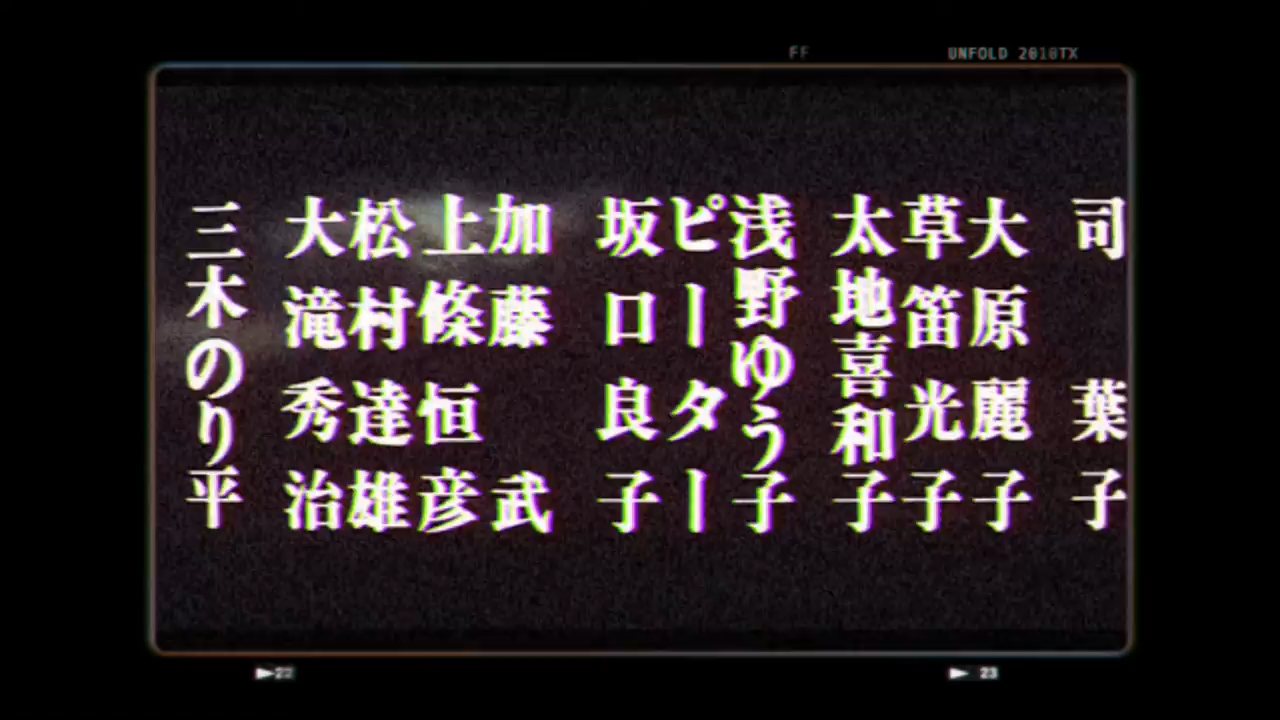 FF
UNFOLD 2010TX
司葉子
大原麗子
草笛光子
太地喜和子
浅野ゆう子
ピーター
坂口良子
加藤武
上條恒彦
松村達雄
大滝秀治
三木のり平
▶22
▶ 23